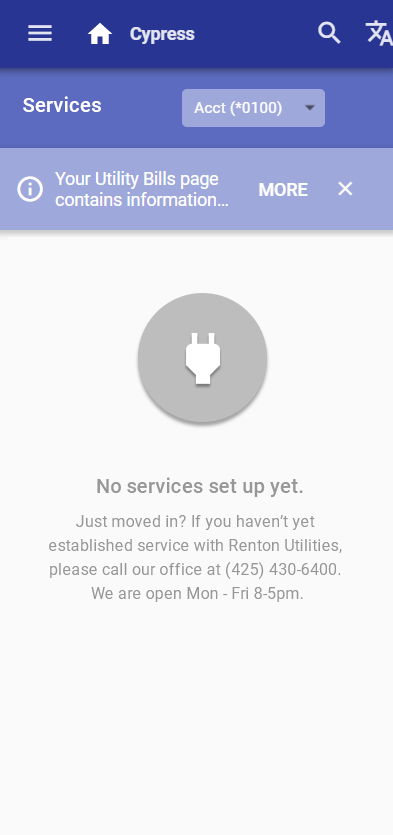 Cypress
Services
Acct (*0100)
Your Utility Bills page
contains information...
MORE
No services set up yet.
Just moved in? If you haven’t yet
established service with Renton Utilities,
please call our office at (425) 430-6400.
We are open Mon - Fri 8-5pm.